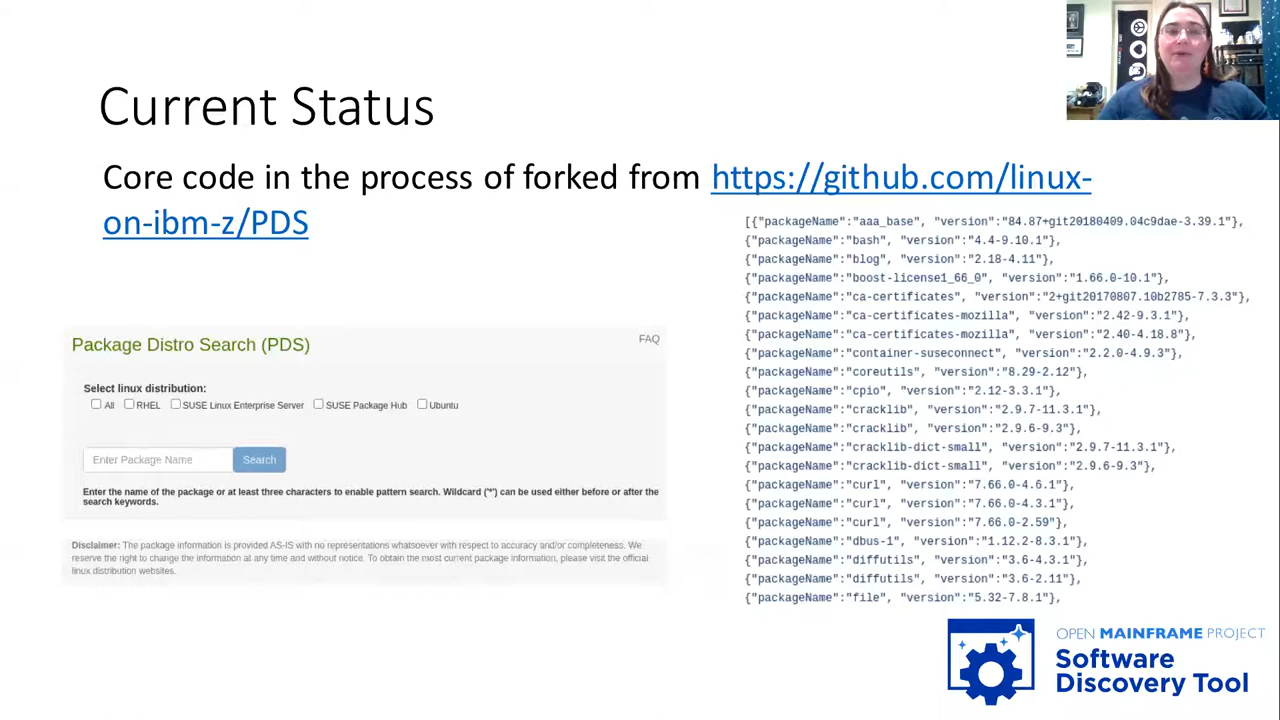 Current Status
Core code in the process of forked from https://github.com/linux-
on-ibm-z/PDS
Package Distro Search (PDS)
FAQ
Select linux distribution:
All RHEL SUSE Linux Enterprise Server SUSE Package Hub Ubuntu
Enter Package Name Search
Enter the name of the package or at least three characters to enable pattern search. Wildcard ('*') can be used either before or after the
search keywords.
Disclaimer: The package information is provided AS-IS with no representations whatsoever with respect to accuracy and/or completeness. We
reserve the right to change the information at any time and without notice. To obtain the most current package information, please visit the official
linux distribution websites.
[{"packageName":"aaa_base", "version":"84.87+git20180409.04c9dae-3.39.1"},
{"packageName":"bash", "version":"4.4-9.10.1"},
{"packageName":"blog", "version":"2.18-4.11"},
{"packageName":"boost-license1_66_0", "version":"1.66.0-10.1"},
{"packageName":"ca-certificates", "version":"2+git20170807.10b2785-7.3.3"},
{"packageName":"ca-certificates-mozilla", "version":"2.42-9.3.1"},
{"packageName":"ca-certificates-mozilla", "version":"2.40-4.18.8"},
{"packageName":"container-suseconnect", "version":"2.2.0-4.9.3"},
{"packageName":"coreutils", "version":"8.29-2.12"},
{"packageName":"cpio", "version":"2.12-3.3.1"},
{"packageName":"cracklib", "version":"2.9.7-11.3.1"},
{"packageName":"cracklib", "version":"2.9.6-9.3"},
{"packageName":"cracklib-dict-small", "version":"2.9.7-11.3.1"},
{"packageName":"cracklib-dict-small", "version":"2.9.6-9.3"},
{"packageName":"curl", "version":"7.66.0-4.6.1"},
{"packageName":"curl", "version":"7.66.0-4.3.1"},
{"packageName":"curl", "version":"7.66.0-2.59"},
{"packageName":"dbus-1", "version":"1.12.2-8.3.1"},
{"packageName":"diffutils", "version":"3.6-4.3.1"},
{"packageName":"diffutils", "version":"3.6-2.11"},
{"packageName":"file", "version":"5.32-7.8.1"},
OPEN MAINFRAME PROJECT
Software
Discovery Tool